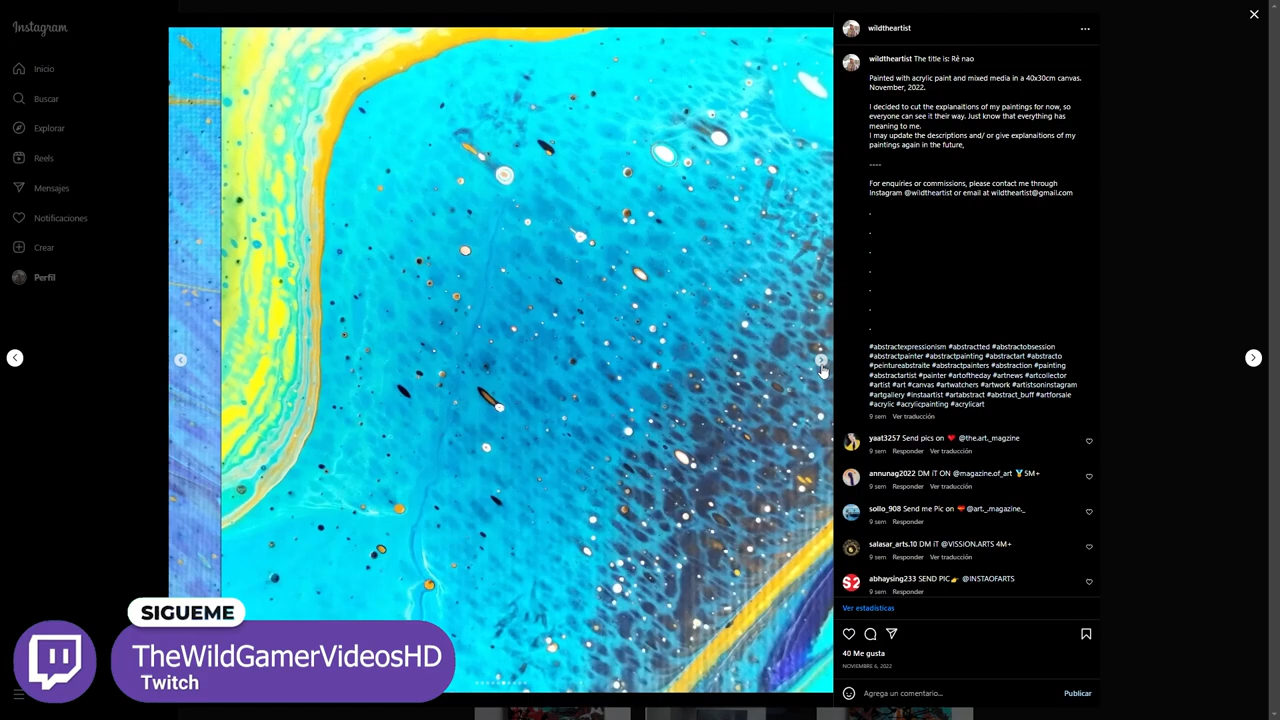 Instagram
Inicio
Buscar
Explorar
Reels
Mensajes
Notificaciones
Crear
Perfil
SIGUEME
TheWildGamerVideosHD
Twitch
wildtheartist
wildtheartist The title is: Rè nao
Painted with acrylic paint and mixed media in a 40x30cm canvas.
November, 2022.
I decided to cut the explanaitions of my paintings for now, so
everyone can see it their way. Just know that everything has
meaning to me.
I may update the descriptions and/ or give explanaitions of my
paintings again in the future,
----
For enquiries or commissions, please contact me through
Instagram @wildtheartist or email at wildtheartist@gmail.com
.
.
.
.
.
.
.
#abstractexpressionism #abstractted #abstractobsession
#abstractpainter #abstractpainting #abstractart #abstracto
#peintureabstraite #abstractpainters #abstraction #painting
#abstractartist #painter #artoftheday #artnews #artcollector
#artist #art #canvas #artwatchers #artwork #artistsoninstagram
#artgallery #instaartist #artabstract #abstract_buff #artforsale
#acrylic #acrylicpainting #acrylicart
9 sem Ver traducción
yaat3257 Send pics on ❤️ @the.art._magzine
9 sem Responder Ver traducción
annunag2022 DM iT ON @magazine.of_art 🏅5M+
9 sem Responder Ver traducción
sollo_908 Send me Pic on 💝@art._.magazine._
9 sem Responder
salasar_arts.10 DM iT @VISSION.ARTS 4M+
9 sem Responder Ver traducción
abhaysing233 SEND PIC👉 @INSTAOFARTS
9 sem Responder
Ver estadísticas
40 Me gusta
NOVIEMBRE 6, 2022
Agrega un comentario... Publicar